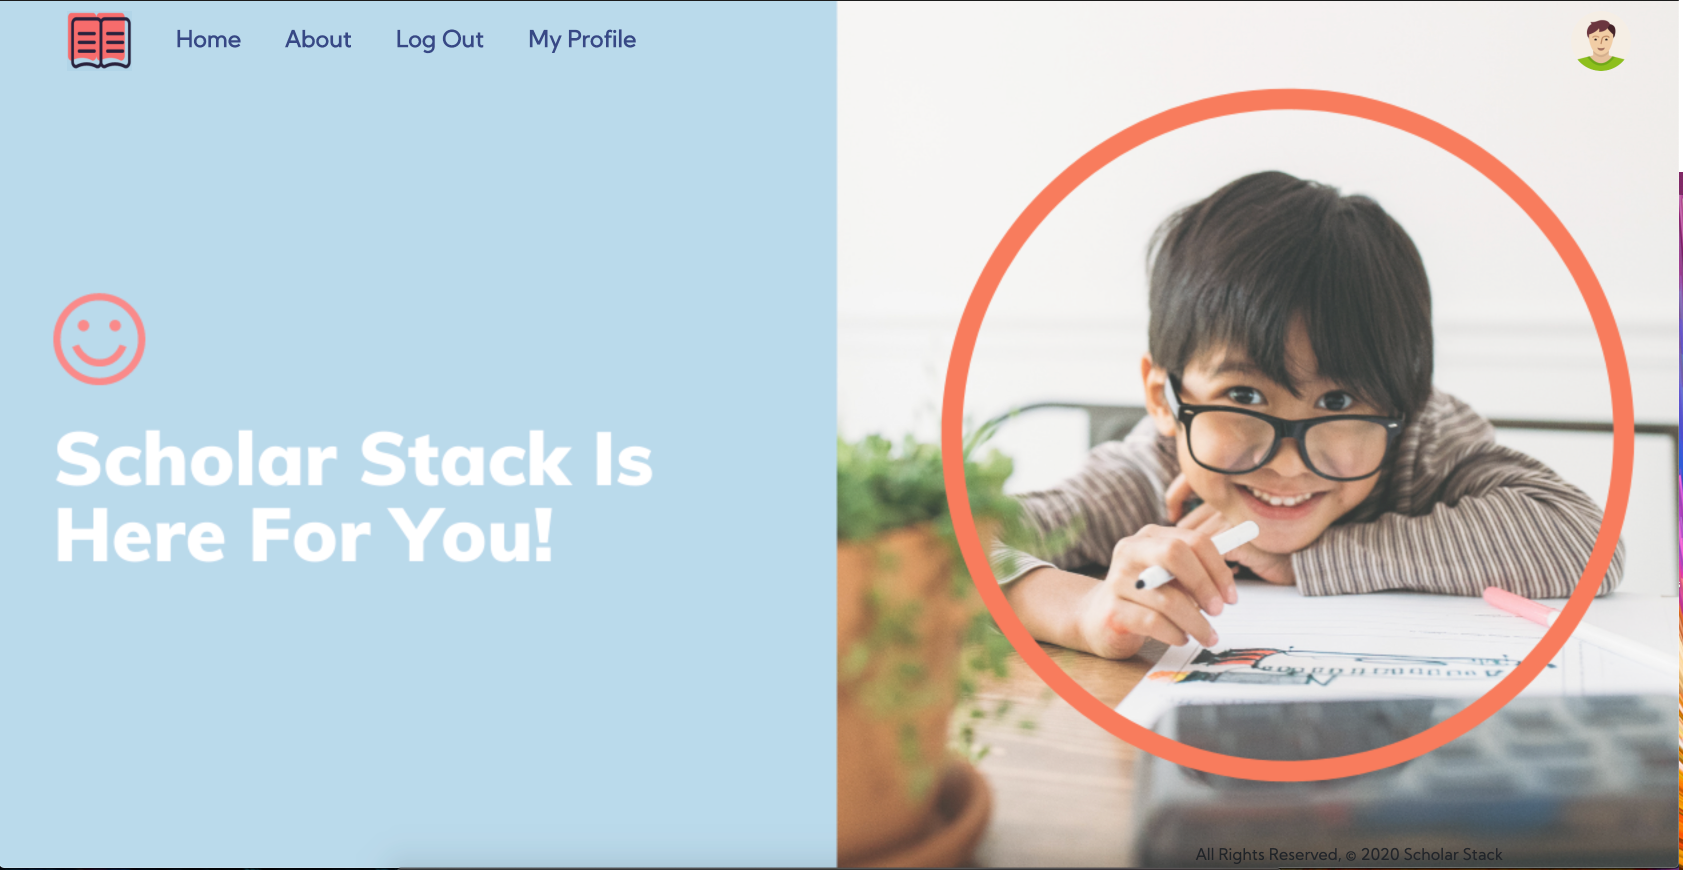 Home About Log Out My Profile
Scholar Stack Is
Here For You!
All Rights Reserved, © 2020 Scholar Stack